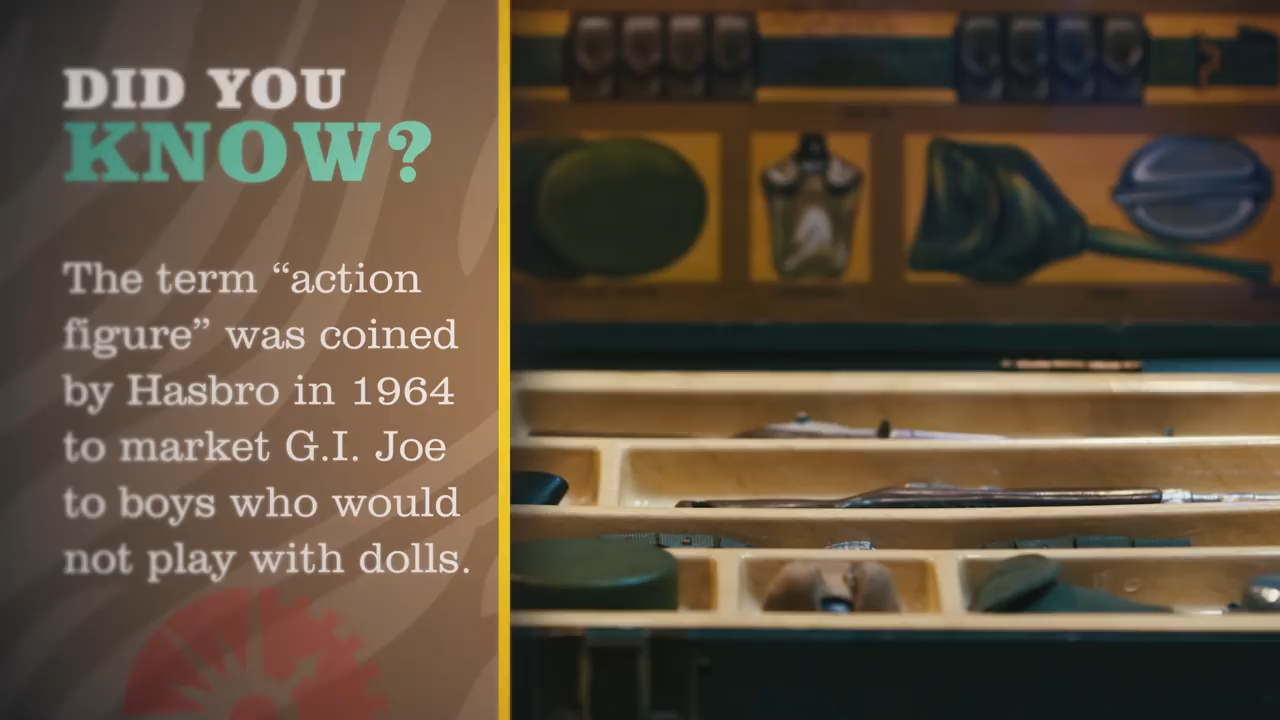 DID YOU
KNOW?
The term “action
figure” was coined
by Hasbro in 1964
to market G.I. Joe
to boys who would
not play with dolls.